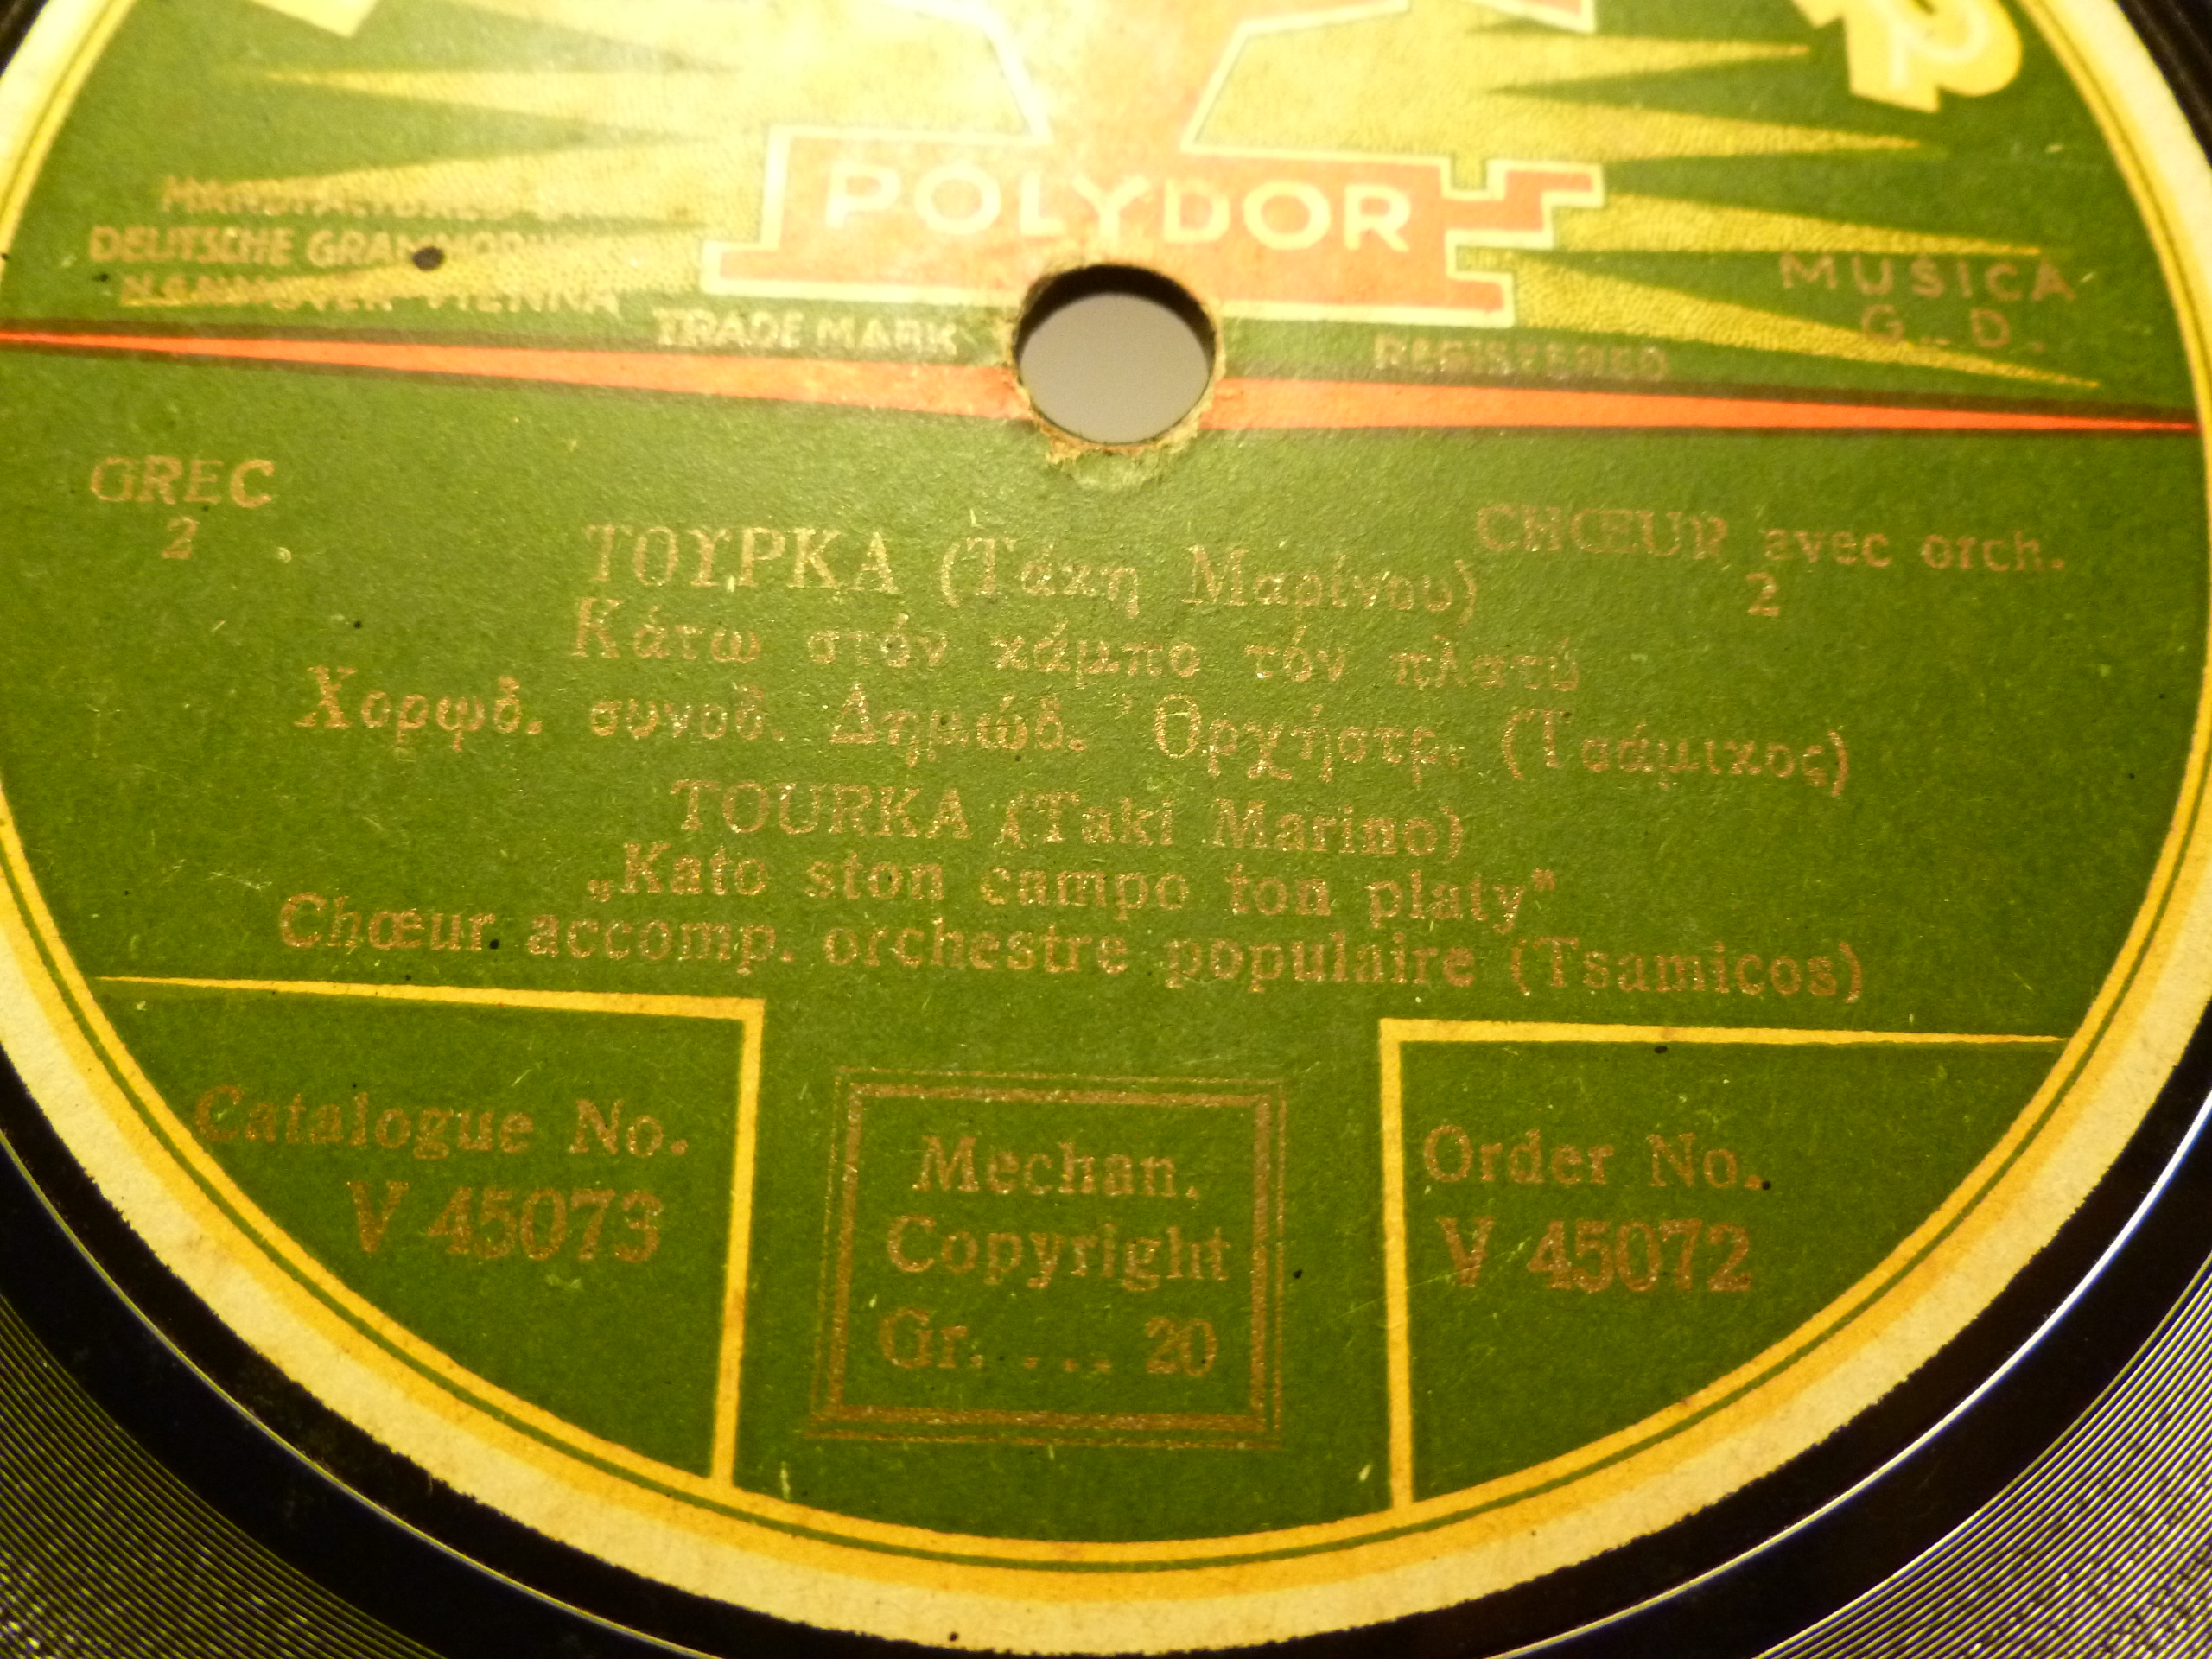 POLYDOR
DEUTSCHE
VIENNA
TRADE MARK
REGISTERED
MUSICA
G.. D.
GREC
2
CHŒUR avec orch.
2
ΤΟΥΡΚΑ (Τάκη Μαρίνου)
Κάτω στόν κάμπο τόν πλατύ
Χορῳδ. συνοδ. Δημώδ. Ὀρχήστρ. (Τσάμικος)
TOURKA (Taki Marino)
„Kato ston campo ton platy"
Chœur accomp. orchestre populaire (Tsamicos)
Catalogue No.
V 45073
Mechan.
Copyright
Gr. . . . 20
Order No.
V 45072